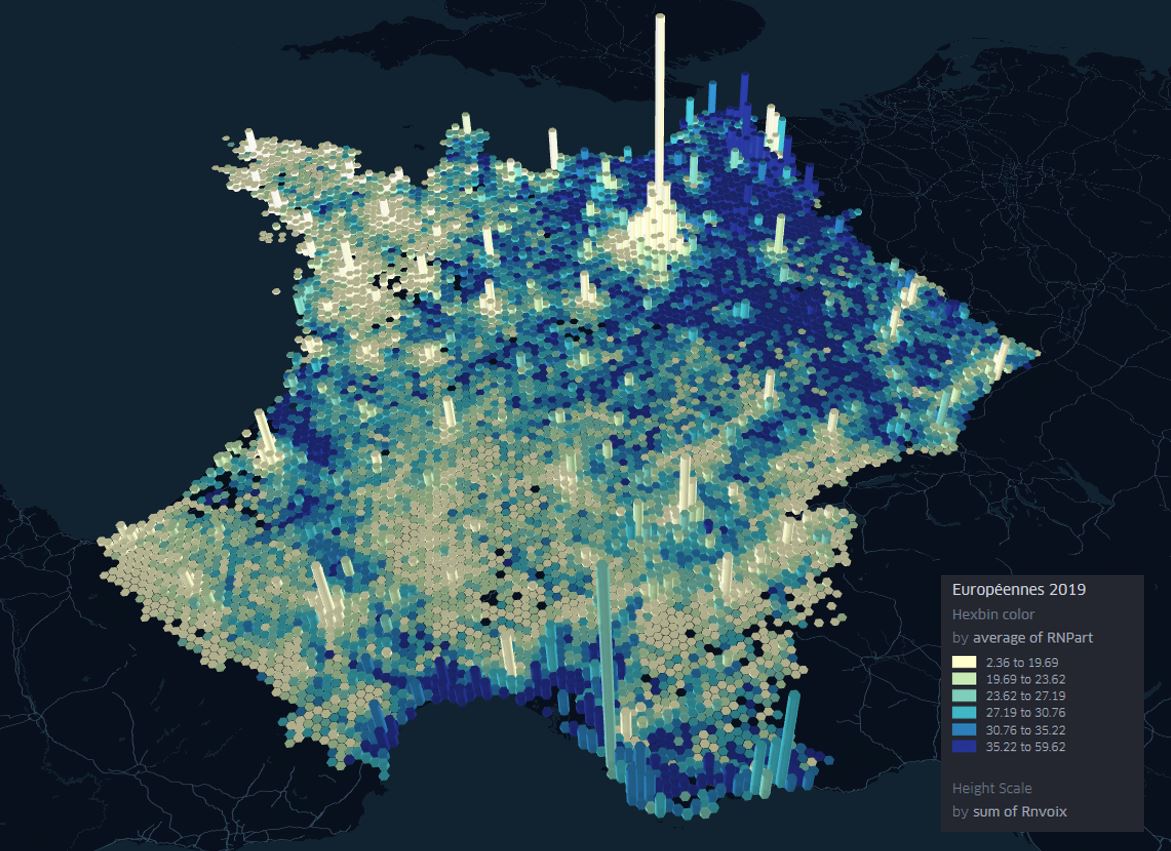 Européennes 2019
Hexbin color
by average of RNPart
2.36 to 19.69
19.69 to 23.62
23.62 to 27.19
27.19 to 30.76
30.76 to 35.22
35.22 to 59.62
Height Scale
by sum of Rnvoix